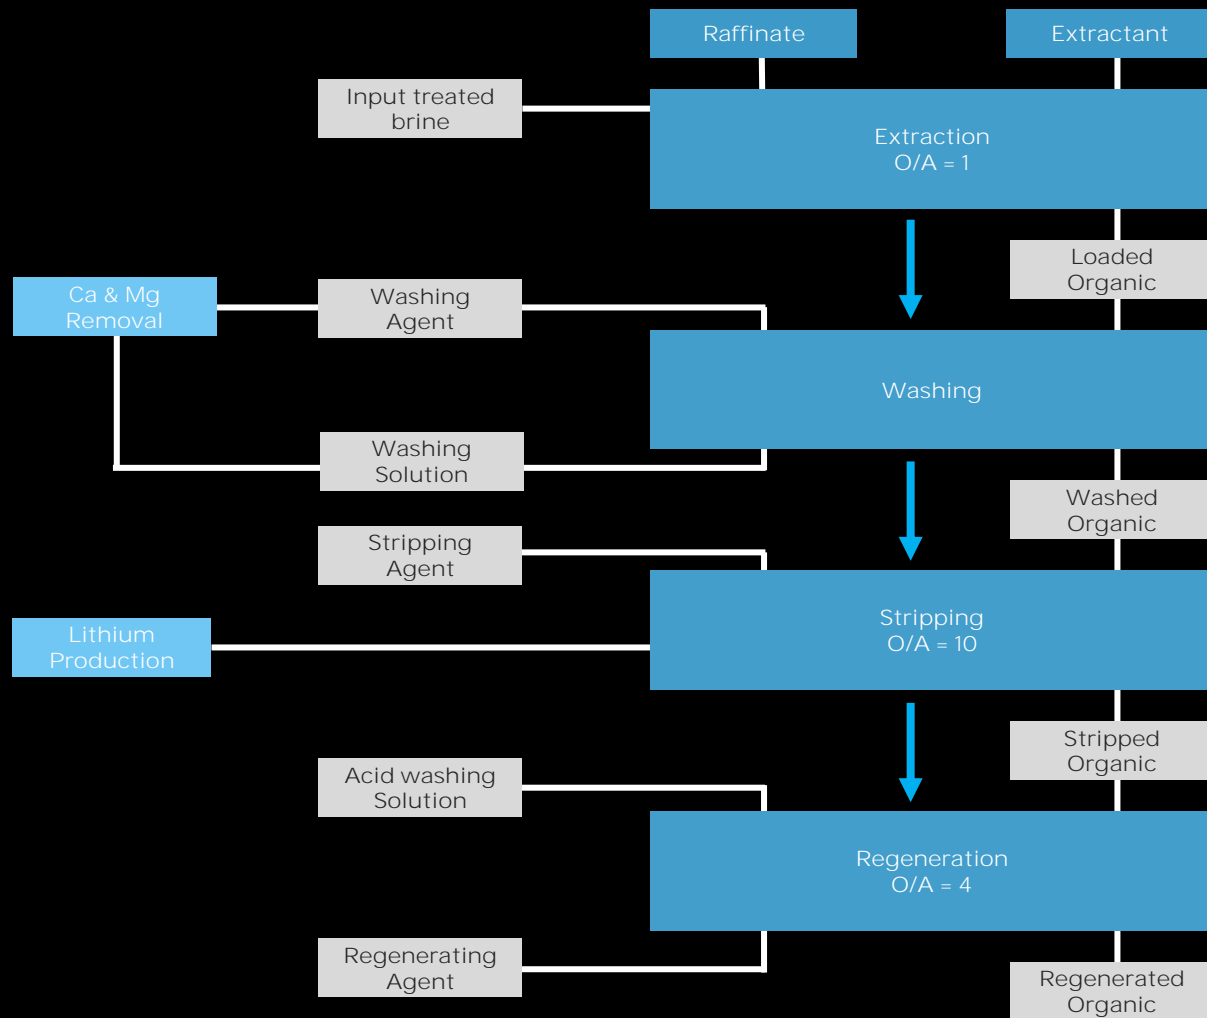 Raffinate
Extractant
Input treated
brine
Extraction
O/A = 1
Loaded
Organic
Ca & Mg
Removal
Washing
Agent
Washing
Washing
Solution
Washed
Organic
Stripping
Agent
Stripping
O/A = 10
Lithium
Production
Stripped
Organic
Acid washing
Solution
Regeneration
O/A = 4
Regenerating
Agent
Regenerated
Organic